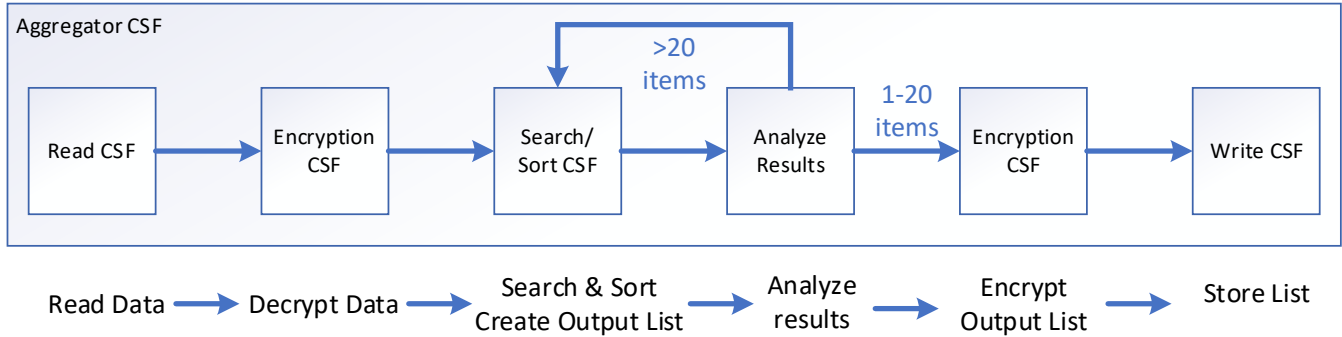 Aggregator CSF
>20
items
1-20
items
Read CSF
Encryption
CSF
Search/
Sort CSF
Analyze
Results
Encryption
CSF
Write CSF
Read Data
Decrypt Data
Search & Sort
Create Output List
Analyze
results
Encrypt
Output List
Store List